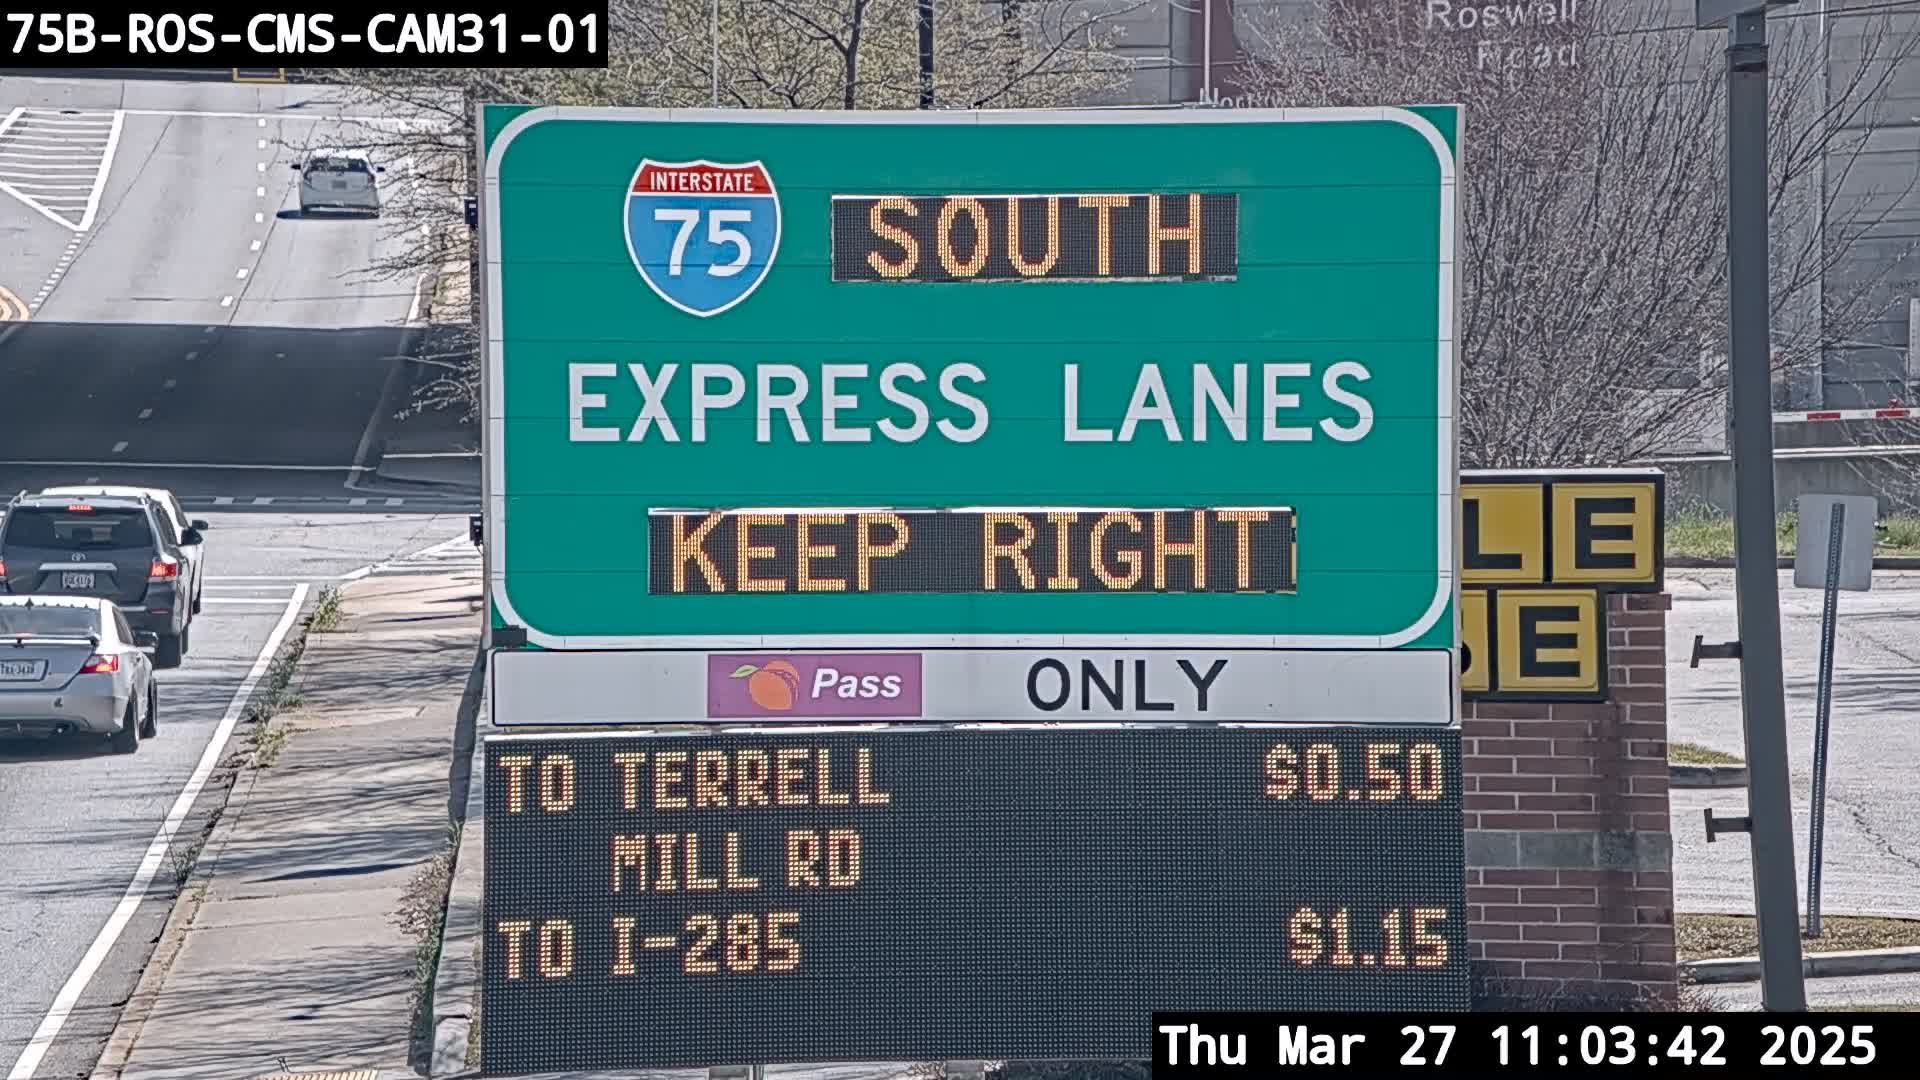 75B-ROS-CMS-CAM31-01
Roswell
Road
INTERSTATE
75
SOUTH
EXPRESS LANES
KEEP RIGHT
LE
E
Pass ONLY
TO TERRELL $0.50
MILL RD
TO I-285 $1.15
Thu Mar 27 11:03:42 2025